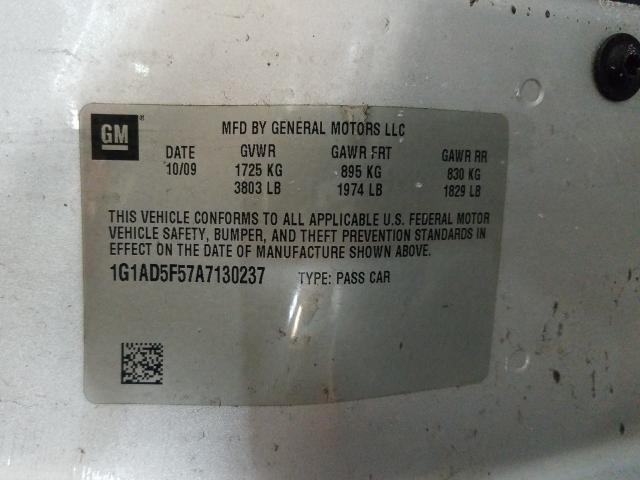 GM ®
MFD BY GENERAL MOTORS LLC
DATE GVWR GAWR FRT GAWR RR
10/09 1725 KG 895 KG 830 KG
3803 LB 1974 LB 1829 LB
THIS VEHICLE CONFORMS TO ALL APPLICABLE U.S. FEDERAL MOTOR
VEHICLE SAFETY, BUMPER, AND THEFT PREVENTION STANDARDS IN
EFFECT ON THE DATE OF MANUFACTURE SHOWN ABOVE.
1G1AD5F57A7130237 TYPE: PASS CAR